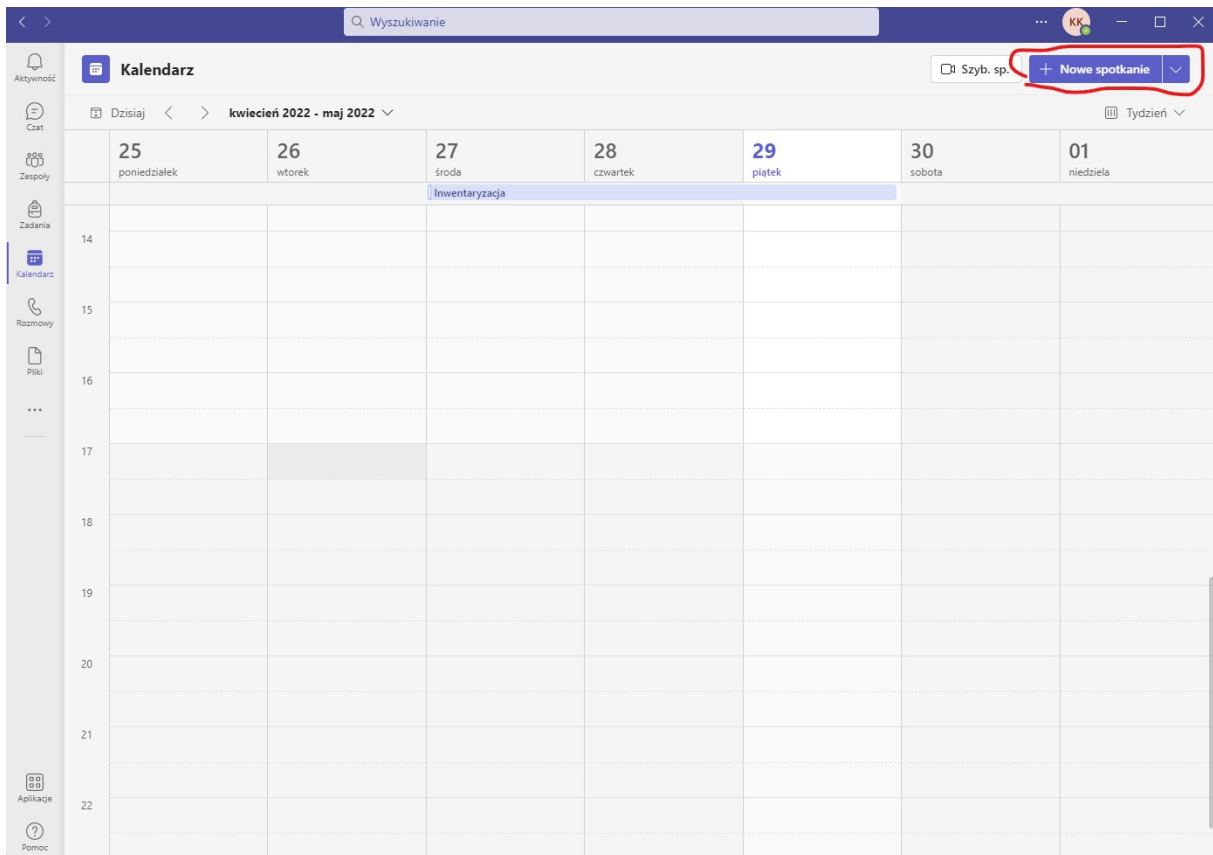 Wyszukiwanie
KK
Aktywność
Kalendarz
Szyb. sp.
Nowe spotkanie
Czat
Dzisiaj
kwiecień 2022 - maj 2022
Tydzień
Zespoły
25
poniedziałek
26
wtorek
27
środa
28
czwartek
29
piątek
30
sobota
01
niedziela
Inwentaryzacja
Zadania
14
Kalendarz
15
Rozmowy
Pliki
16
17
18
19
20
21
Aplikacje
22
Pomoc